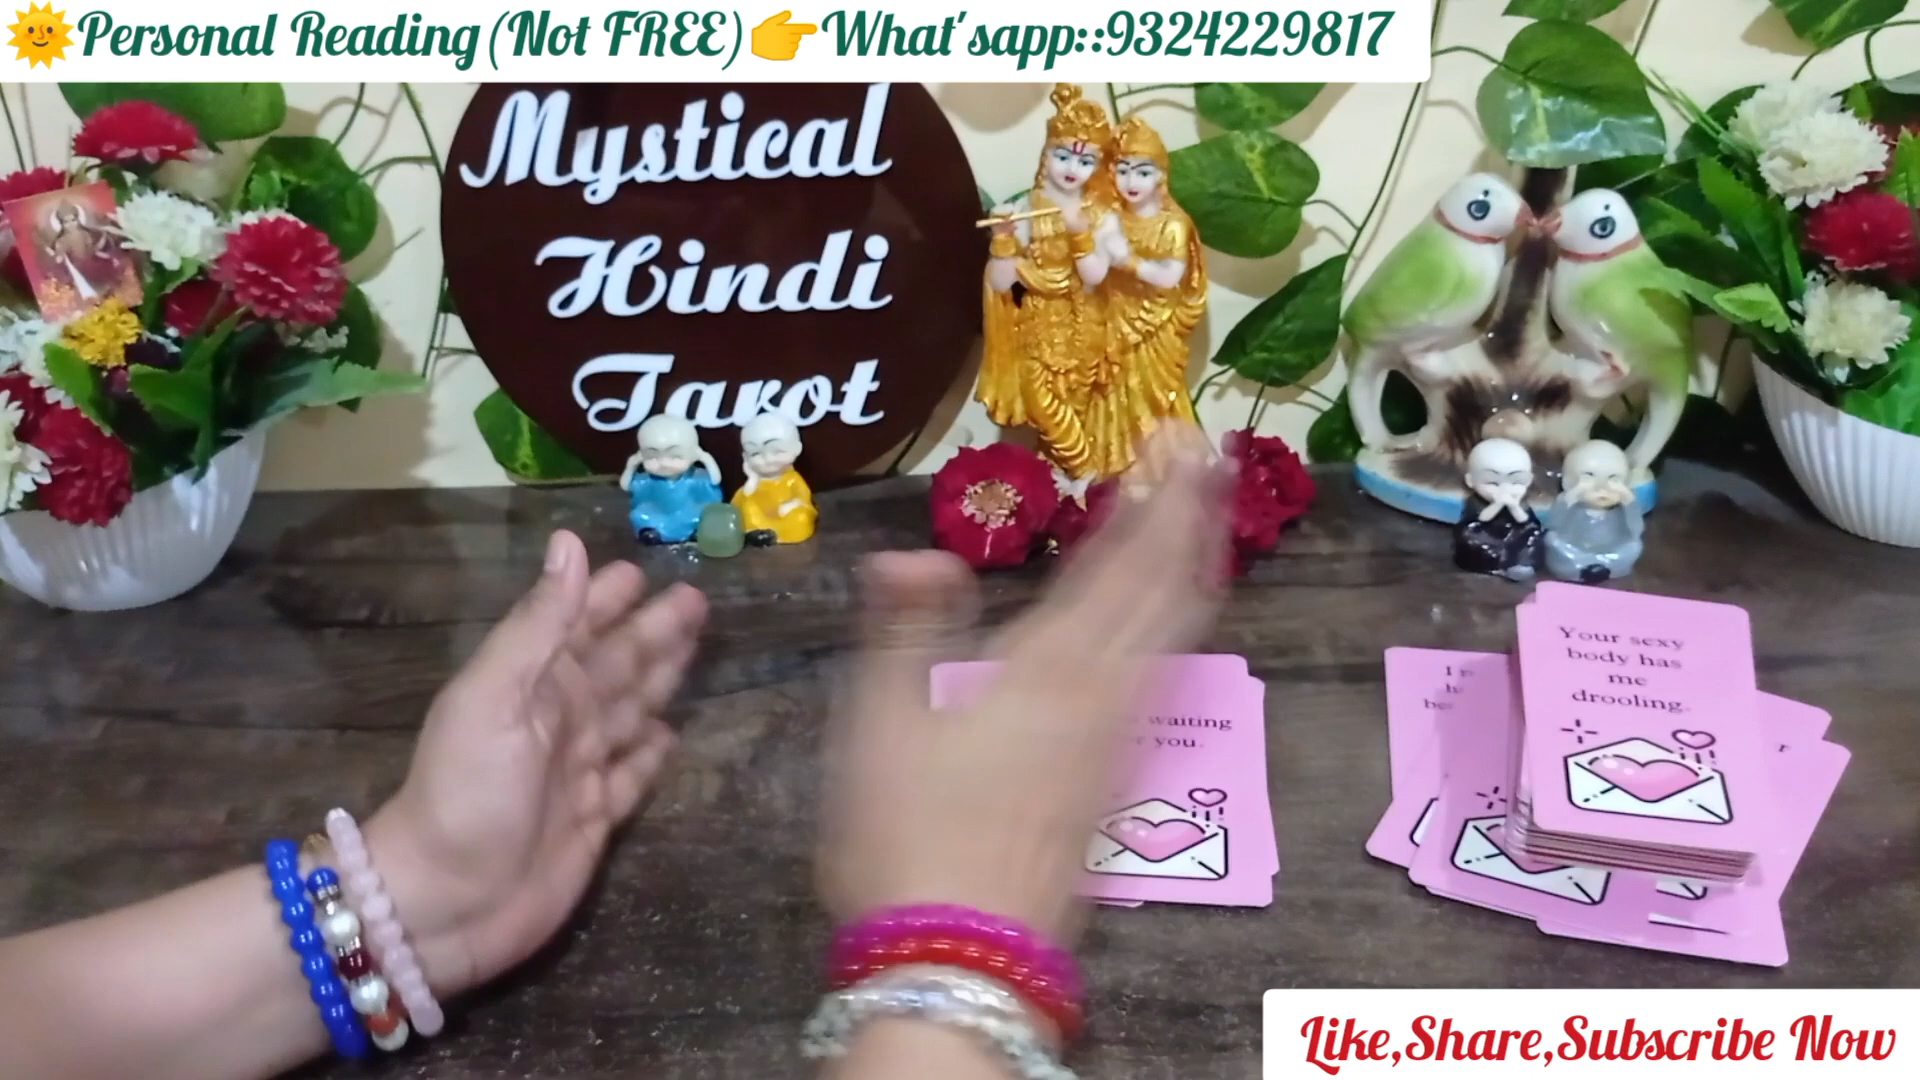 Personal Reading(Not FREE)👉What'sapp::9324229817
Mystical
Hindi
Tarot
waiting
you.
Your sexy
body has
me
drooling.
I
Like,Share,Subscribe Now